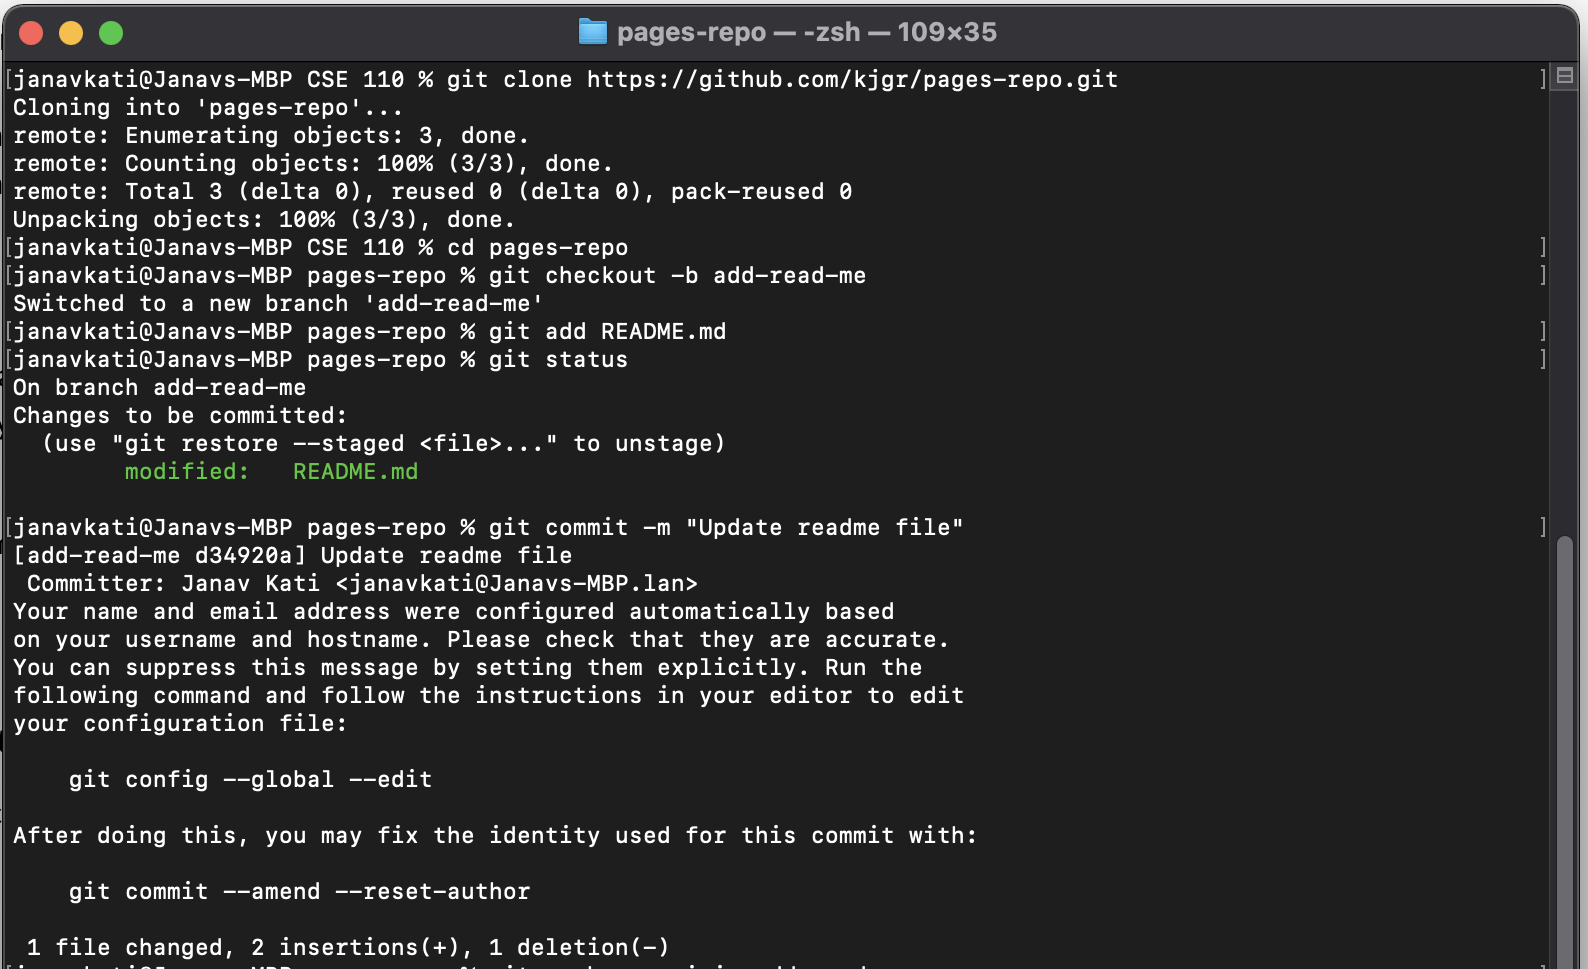 pages-repo — -zsh — 109×35
[janavkati@Janavs-MBP CSE 110 % git clone https://github.com/kjgr/pages-repo.git ]
Cloning into 'pages-repo'...
remote: Enumerating objects: 3, done.
remote: Counting objects: 100% (3/3), done.
remote: Total 3 (delta 0), reused 0 (delta 0), pack-reused 0
Unpacking objects: 100% (3/3), done.
[janavkati@Janavs-MBP CSE 110 % cd pages-repo ]
[janavkati@Janavs-MBP pages-repo % git checkout -b add-read-me ]
Switched to a new branch 'add-read-me'
[janavkati@Janavs-MBP pages-repo % git add README.md ]
[janavkati@Janavs-MBP pages-repo % git status ]
On branch add-read-me
Changes to be committed:
  (use "git restore --staged <file>..." to unstage)
        modified:   README.md
[janavkati@Janavs-MBP pages-repo % git commit -m "Update readme file" ]
[add-read-me d34920a] Update readme file
 Committer: Janav Kati <janavkati@Janavs-MBP.lan>
Your name and email address were configured automatically based
on your username and hostname. Please check that they are accurate.
You can suppress this message by setting them explicitly. Run the
following command and follow the instructions in your editor to edit
your configuration file:
    git config --global --edit
After doing this, you may fix the identity used for this commit with:
    git commit --amend --reset-author
 1 file changed, 2 insertions(+), 1 deletion(-)